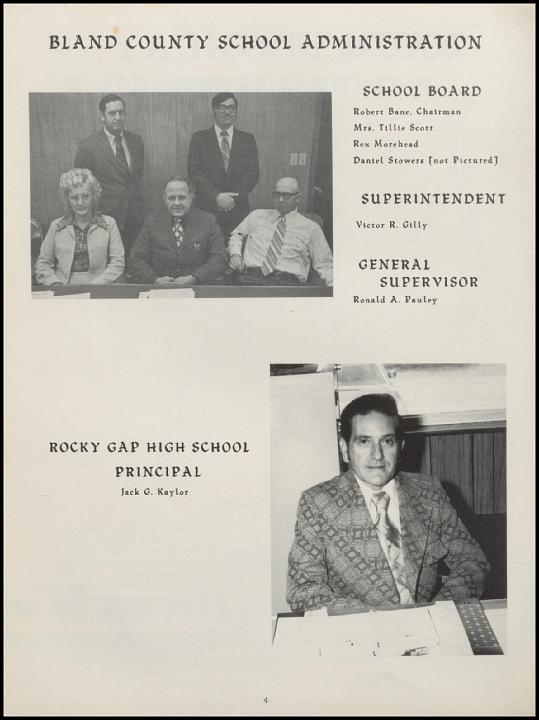 BLAND COUNTY SCHOOL ADMINISTRATION
SCHOOL BOARD
Robert Bane, Chairman
Mrs. Tillie Scott
Rex Morehead
Daniel Stowers [not Pictured]
SUPERINTENDENT
Victor R. Gilly
GENERAL
SUPERVISOR
Ronald A. Pauley
ROCKY GAP HIGH SCHOOL
PRINCIPAL
Jack G. Kaylor
4